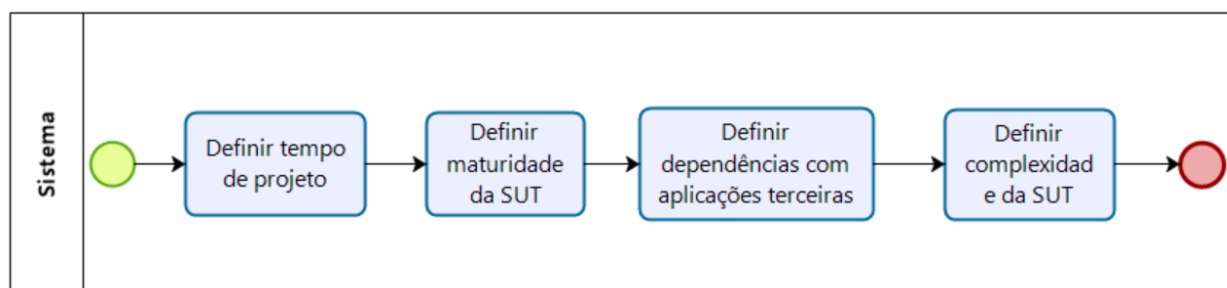 Sistema
Definir tempo
de projeto
Definir
maturidade
da SUT
Definir
dependências com
aplicações terceiras
Definir
complexidad
e da SUT